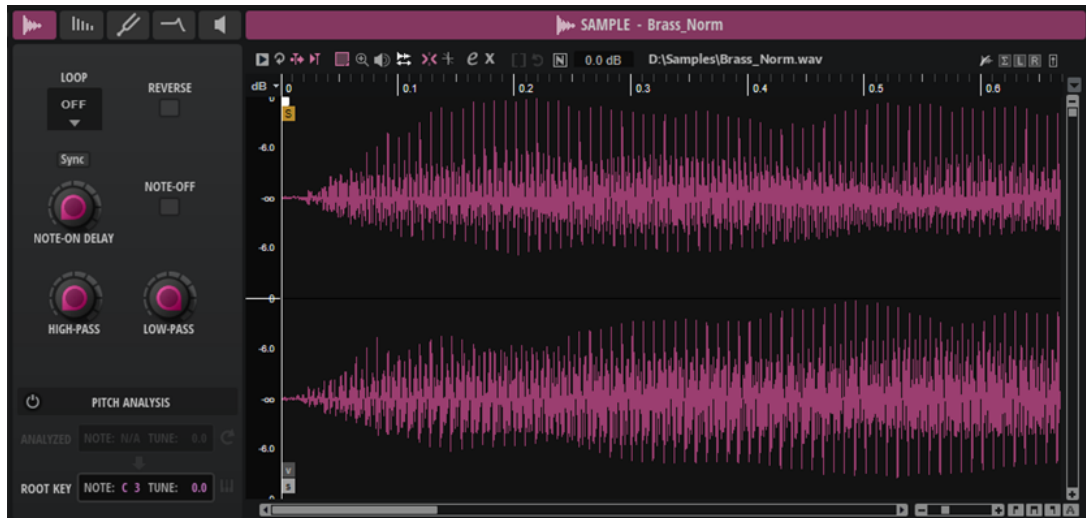 SAMPLE - Brass_Norm
LOOP
OFF
REVERSE
Sync
NOTE-OFF
NOTE-ON DELAY
HIGH-PASS
LOW-PASS
PITCH ANALYSIS
ANALYZED NOTE: N/A TUNE: 0.0
ROOT KEY NOTE: C 3 TUNE: 0.0
e X [ ] N 0.0 dB D:\Samples\Brass_Norm.wav Σ L R
dB 0 0.1 0.2 0.3 0.4 0.5 0.6
0
S
-6.0
-∞
-6.0
0
-6.0
-∞
-6.0
V
S
0
A